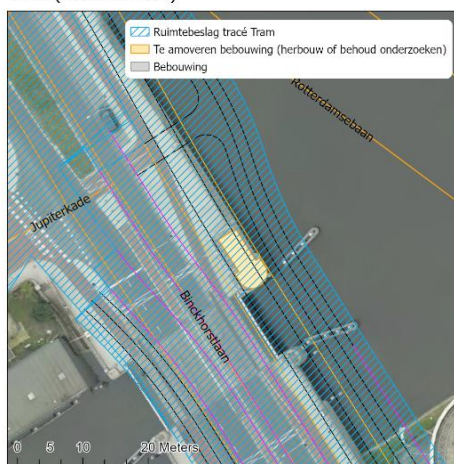 Ruimtebeslag tracé Tram
Te amoveren bebouwing (herbouw of behoud onderzoeken)
Bebouwing
Rotterdamsebaan
Jupiterkade
Binckhorstlaan
0 5 10 20 Meters